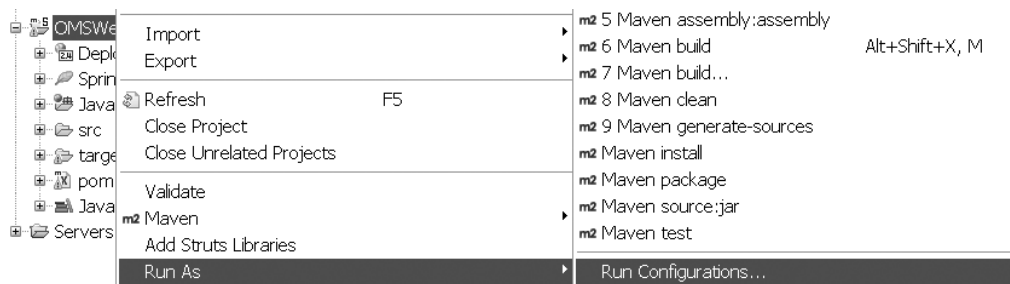 OMSWe
Deplo
Sprin
Java
src
targe
pom
Java
Servers
Import
Export
Refresh F5
Close Project
Close Unrelated Projects
Validate
m2 Maven
Add Struts Libraries
Run As
m2 5 Maven assembly:assembly
m2 6 Maven build Alt+Shift+X, M
m2 7 Maven build...
m2 8 Maven clean
m2 9 Maven generate-sources
m2 Maven install
m2 Maven package
m2 Maven source:jar
m2 Maven test
Run Configurations...